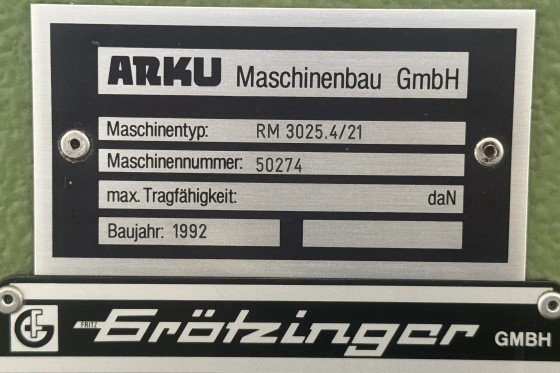 ARKU Maschinenbau GmbH
Maschinentyp: RM 3025.4/21
Maschinennummer: 50274
max. Tragfähigkeit: daN
Baujahr: 1992
FRITZ Grötzinger GMBH